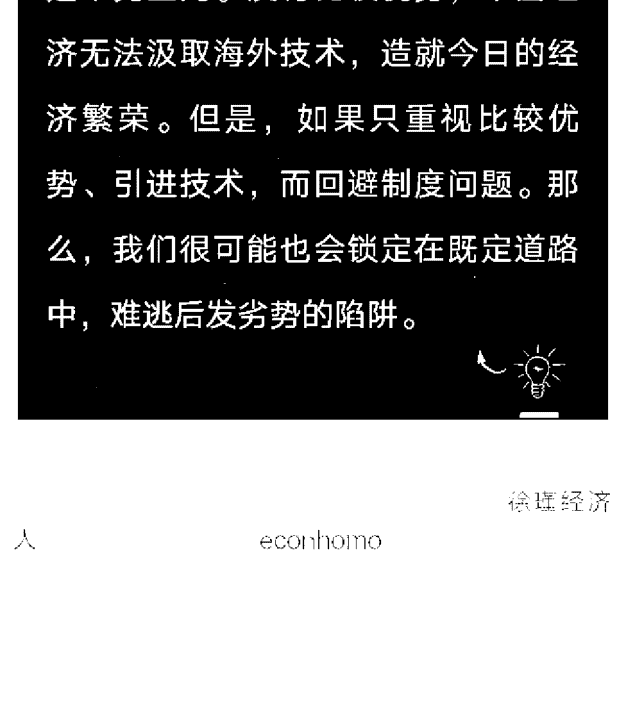 济无法汲取海外技术，造就今日的经
济繁荣。但是，如果只重视比较优
势、引进技术，而回避制度问题。那
么，我们很可能也会锁定在既定道路
中，难逃后发劣势的陷阱。
徐瑾经济
人 econhomo